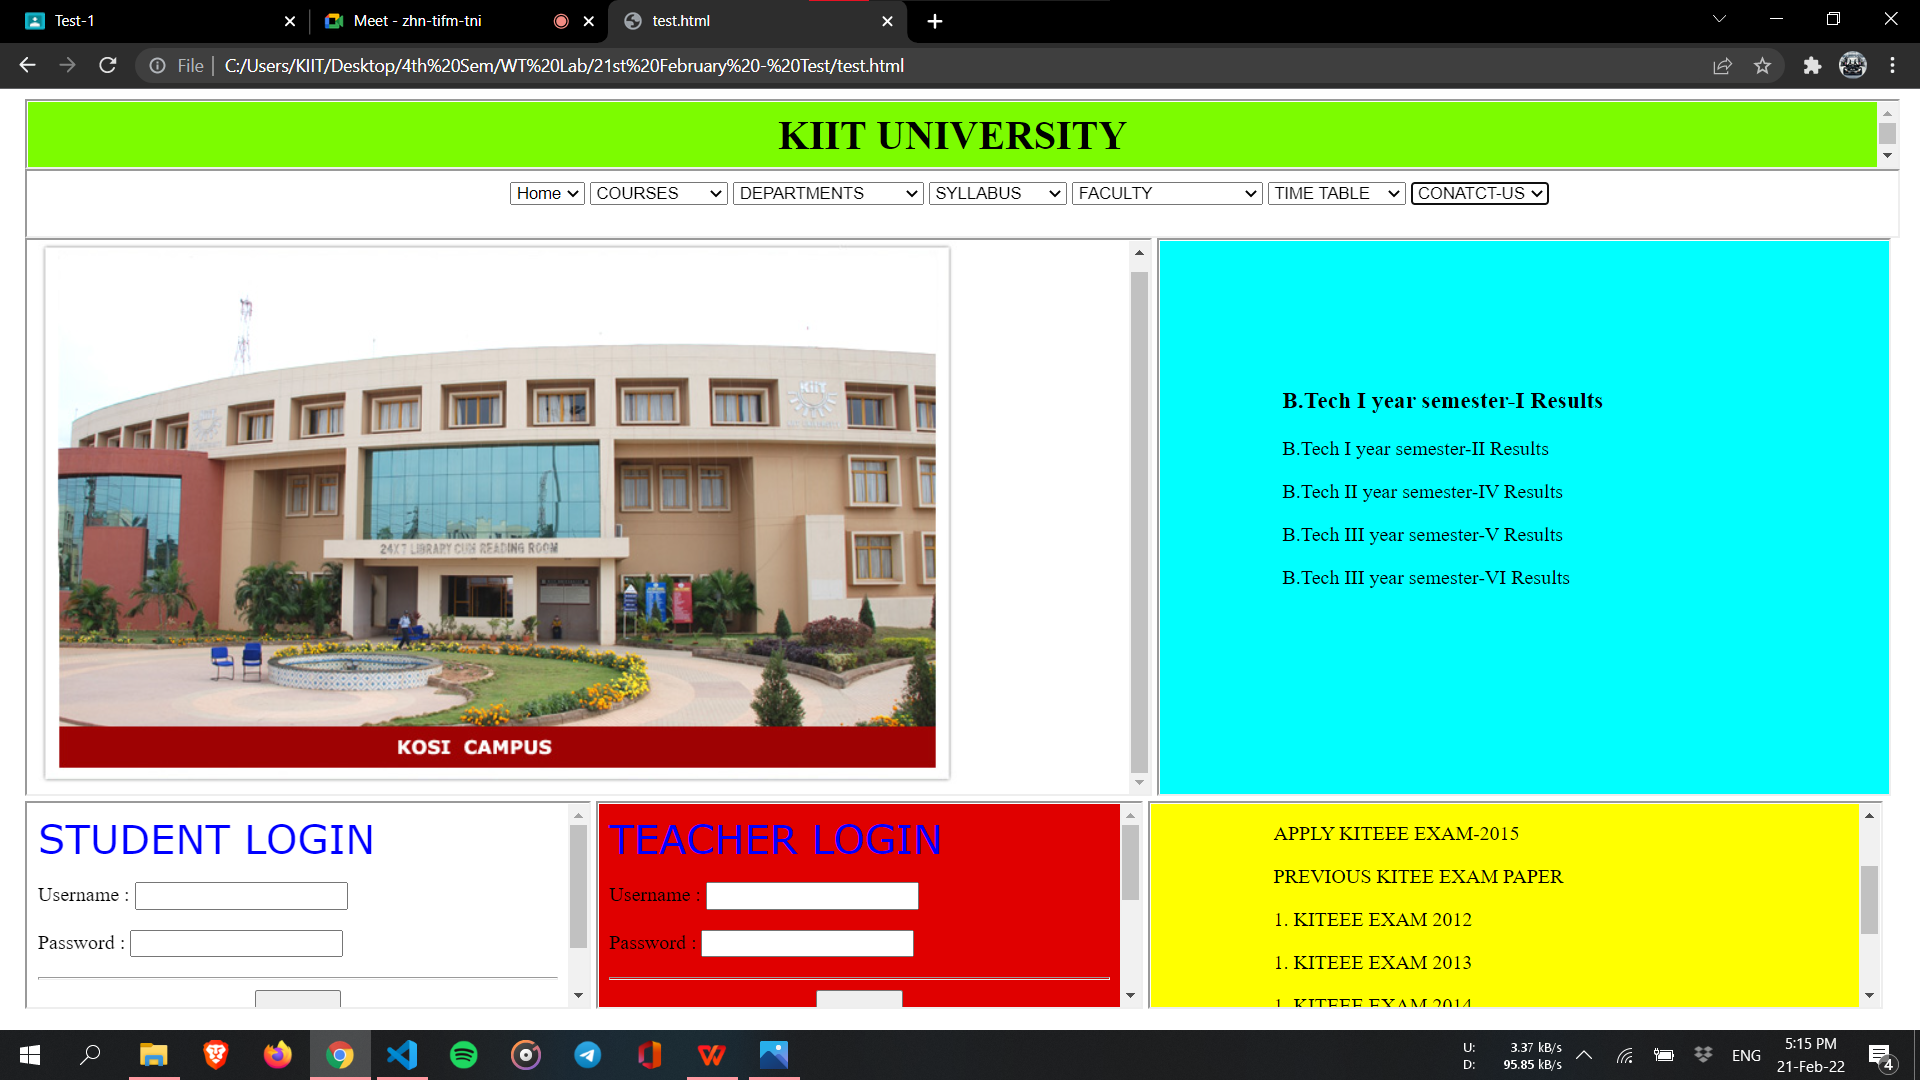 Test-1
Meet - zhn-tifm-tni
test.html
File
C:/Users/KIIT/Desktop/4th%20Sem/WT%20Lab/21st%20February%20-%20Test/test.html
KIIT UNIVERSITY
Home COURSES DEPARTMENTS SYLLABUS FACULTY TIME TABLE CONATCT-US
KiiT
24X7 LIBRARY CUM READING ROOM
KOSI CAMPUS
B.Tech I year semester-I Results
B.Tech I year semester-II Results
B.Tech II year semester-IV Results
B.Tech III year semester-V Results
B.Tech III year semester-VI Results
STUDENT LOGIN
Username :
Password :
TEACHER LOGIN
Username :
Password :
APPLY KITEEE EXAM-2015
PREVIOUS KITEE EXAM PAPER
1. KITEEE EXAM 2012
1. KITEEE EXAM 2013
1. KITEEE EXAM 2014
U: 3.37 kB/s
D: 95.85 kB/s
ENG
5:15 PM
21-Feb-22
4